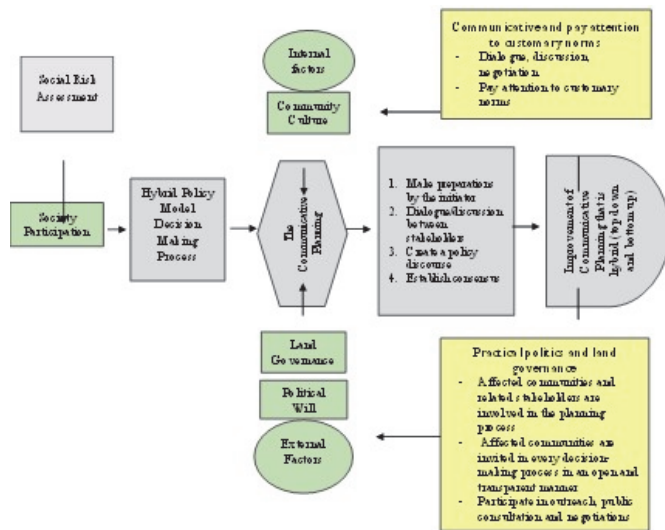 Communicative and pay attention
to customary norms
- Dialogue, discussion,
negotiation
- Pay attention to customary
norms
Internal
factors
Community
Culture
Social Risk
Assessment
Society
Participation
Hybrid Policy
Model
Decision
Making
Process
The
Communicative
Planning
1. Make preparations
by the initiator
2. Dialogue/discussion
between
stakeholders
3. Create a policy
discourse
4. Establish consensus
Improvement of
Communicative
Planning that is
hybrid (top down
and bottom up)
Land
Governance
Political
Will
External
Factors
Practical politics and land
governance
- Affected communities and
related stakeholders are
involved in the planning
process
- Affected communities are
invited in every decision-
making process in an open and
transparent manner
- Participate in outreach, public
consultation and negotiations